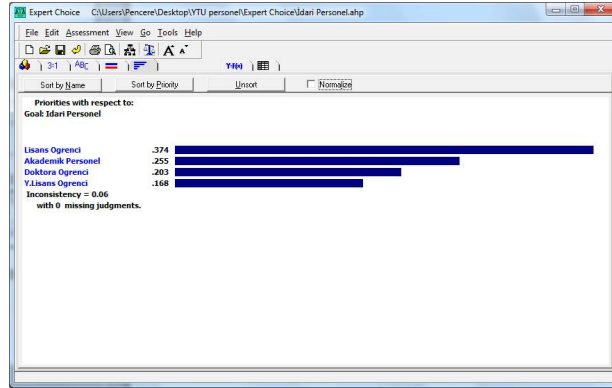 Expert Choice C:\Users\Pencere\Desktop\YTU personel\Expert Choice\İdari Personel.ahp
File Edit Assessment View Go Tools Help
A A
3:1 ABC Y=f(x)
Sort by Name Sort by Priority Unsort Normalize
Priorities with respect to:
Goal: Idari Personel
Lisans Ogrenci .374
Akademik Personel .255
Doktora Ogrenci .203
Y.Lisans Ogrenci .168
Inconsistency = 0.06
with 0 missing judgments.